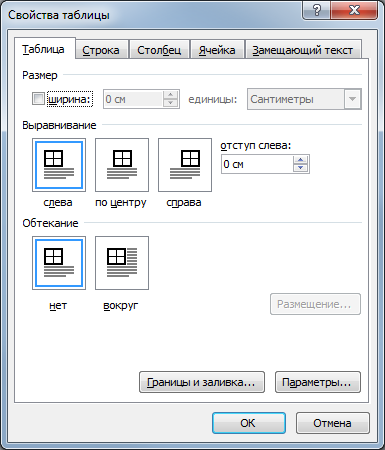 Свойства таблицы
Таблица Строка Столбец Ячейка Замещающий текст
Размер
ширина: 0 см единицы: Сантиметры
Выравнивание
отступ слева:
0 см
слева по центру справа
Обтекание
нет вокруг
Размещение...
Границы и заливка... Параметры...
ОК Отмена